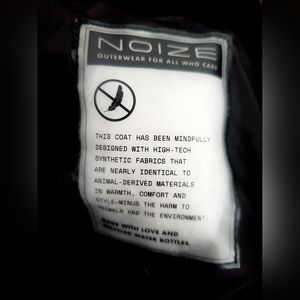 NOIZE
OUTERWEAR FOR ALL WHO CARE
THIS COAT HAS BEEN MINDFULLY
DESIGNED WITH HIGH-TECH
SYNTHETIC FABRICS THAT
ARE NEARLY IDENTICAL TO
ANIMAL-DERIVED MATERIALS
IN WARMTH, COMFORT AND
STYLE-MINUS THE HARM TO
ANIMALS AND THE ENVIRONMENT.
MADE WITH LOVE AND
RECYCLED WATER BOTTLES.